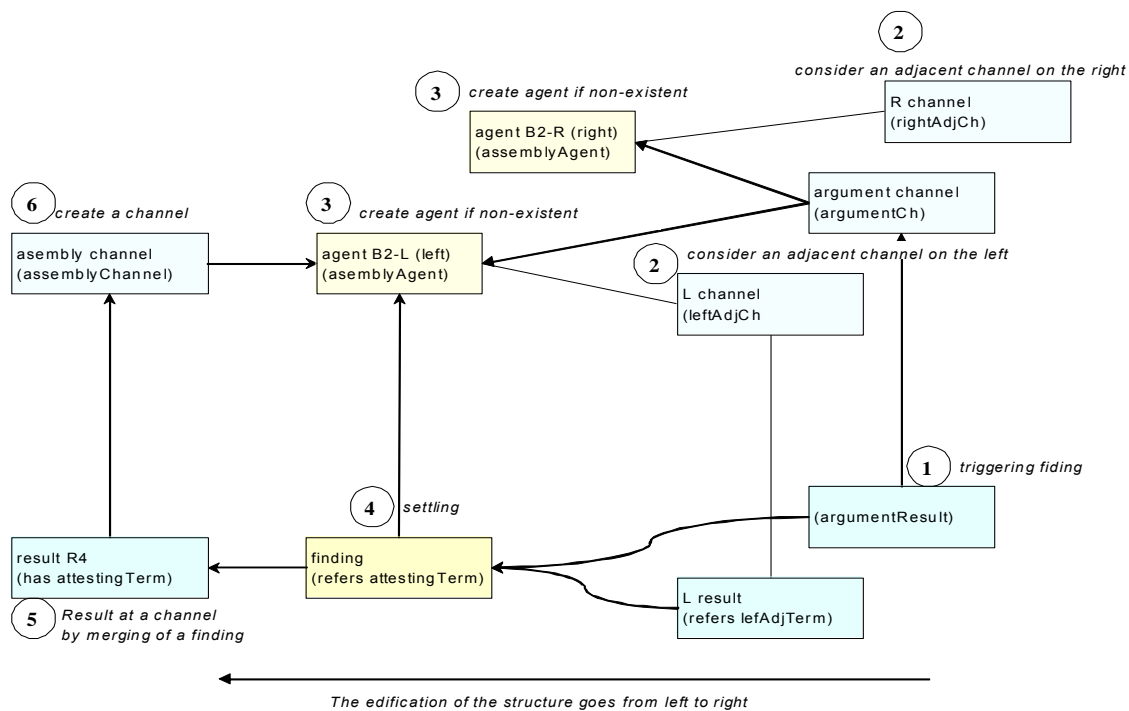 2
consider an adjacent channel on the right
3
create agent if non-existent
R channel
(rightAdjCh)
agent B2-R (right)
(assemblyAgent)
argument channel
(argumentCh)
6
create a channel
3
create agent if non-existent
asembly channel
(assemblyChannel)
agent B2-L (left)
(asemblyAgent)
2
consider an adjacent channel on the left
L channel
(leftAdjCh
1
triggering fiding
4
settling
(argumentResult)
result R4
(has attestingTerm)
finding
(refers attestingTerm)
L result
(refers lefAdjTerm)
5
Result at a channel
by merging of a finding
The edification of the structure goes from left to right